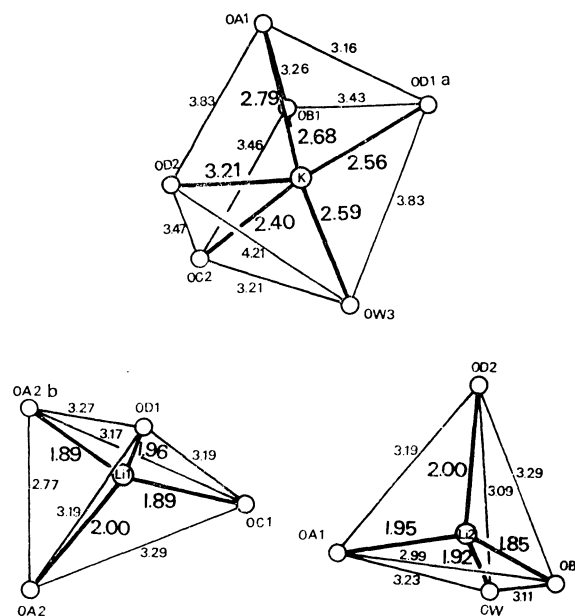 OA1
3.16
3.26
OD1 a
3.83
2.79
OB1
3.43
3.46
2.68
OD2
3.21
K
2.56
3.83
2.59
3.47
2.40
4.21
OC2
3.21
OW3
OA2 b
3.27
OD1
3.17
1.96
3.19
1.89
Li1
2.77
1.89
3.19
2.00
OC1
3.29
OA2
OD2
3.19
2.00
3.09
3.29
OA1
1.95
Li2
2.99
1.92
1.85
3.23
OB
3.11
OW